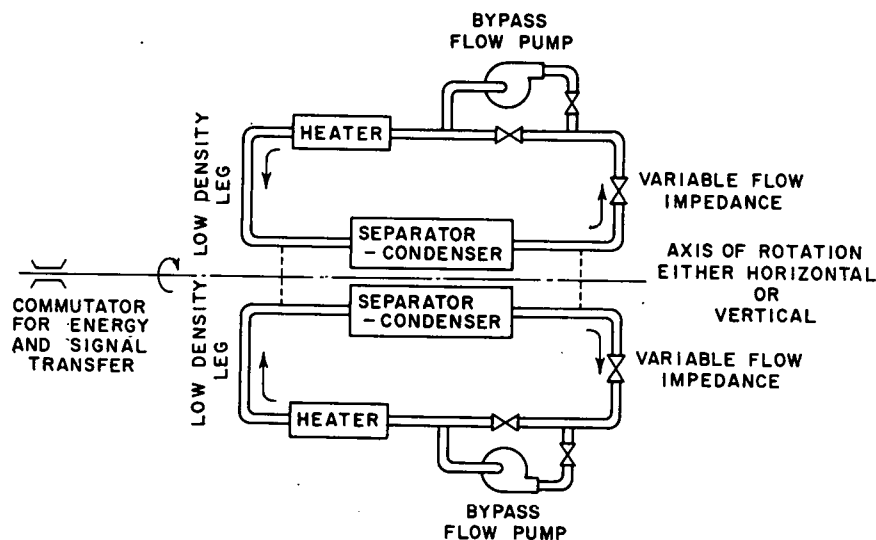 BYPASS
FLOW PUMP
HEATER
LOW DENSITY
LEG
VARIABLE FLOW
IMPEDANCE
SEPARATOR
– CONDENSER
AXIS OF ROTATION
EITHER HORIZONTAL
OR
VERTICAL
COMMUTATOR
FOR ENERGY
AND SIGNAL
TRANSFER
SEPARATOR
– CONDENSER
LOW DENSITY
LEG
VARIABLE FLOW
IMPEDANCE
HEATER
BYPASS
FLOW PUMP